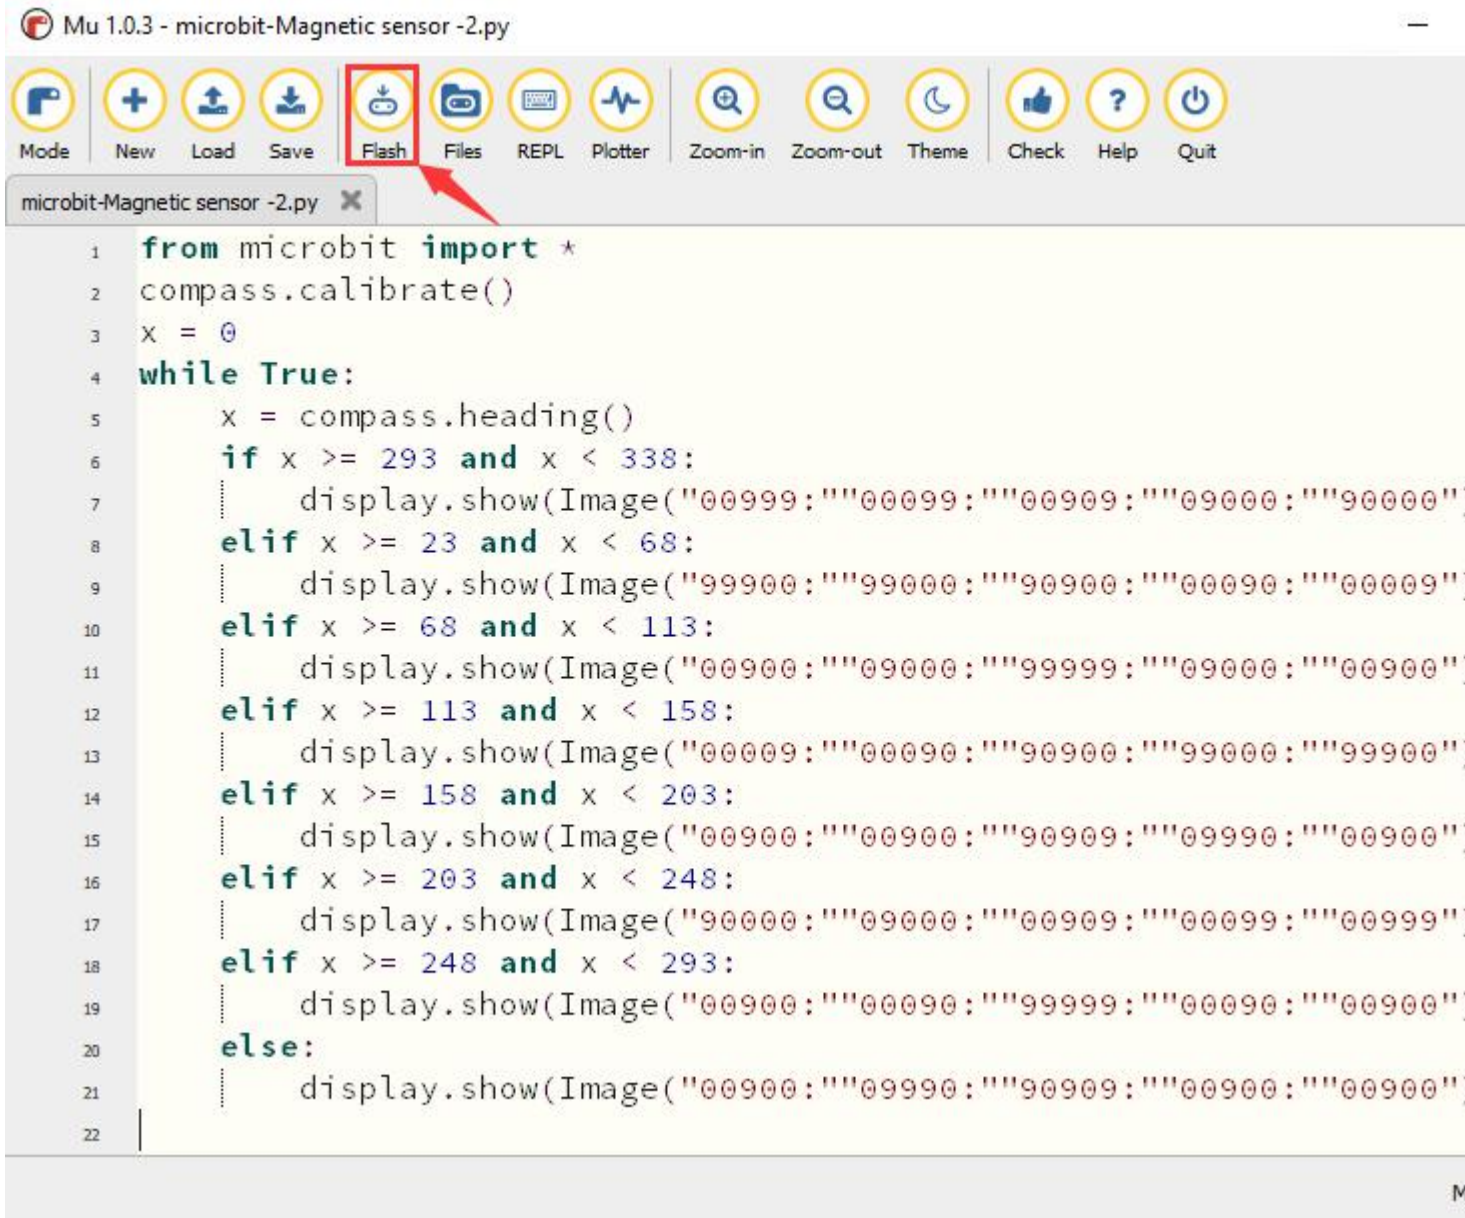 Mu 1.0.3 - microbit-Magnetic sensor -2.py
Mode New Load Save Flash Files REPL Plotter Zoom-in Zoom-out Theme Check Help Quit
microbit-Magnetic sensor -2.py
1 from microbit import *
2 compass.calibrate()
3 x = 0
4 while True:
5 x = compass.heading()
6 if x >= 293 and x < 338:
7 display.show(Image("00999:""00099:""00909:""09000:""90000")
8 elif x >= 23 and x < 68:
9 display.show(Image("99900:""99000:""90900:""00090:""00009")
10 elif x >= 68 and x < 113:
11 display.show(Image("00900:""09000:""99999:""09000:""00900")
12 elif x >= 113 and x < 158:
13 display.show(Image("00009:""00090:""90900:""99000:""99900")
14 elif x >= 158 and x < 203:
15 display.show(Image("00900:""00900:""90909:""09990:""00900")
16 elif x >= 203 and x < 248:
17 display.show(Image("90000:""09000:""00909:""00099:""00999")
18 elif x >= 248 and x < 293:
19 display.show(Image("00900:""00090:""99999:""00090:""00900")
20 else:
21 display.show(Image("00900:""09990:""90909:""00900:""00900")
22
M